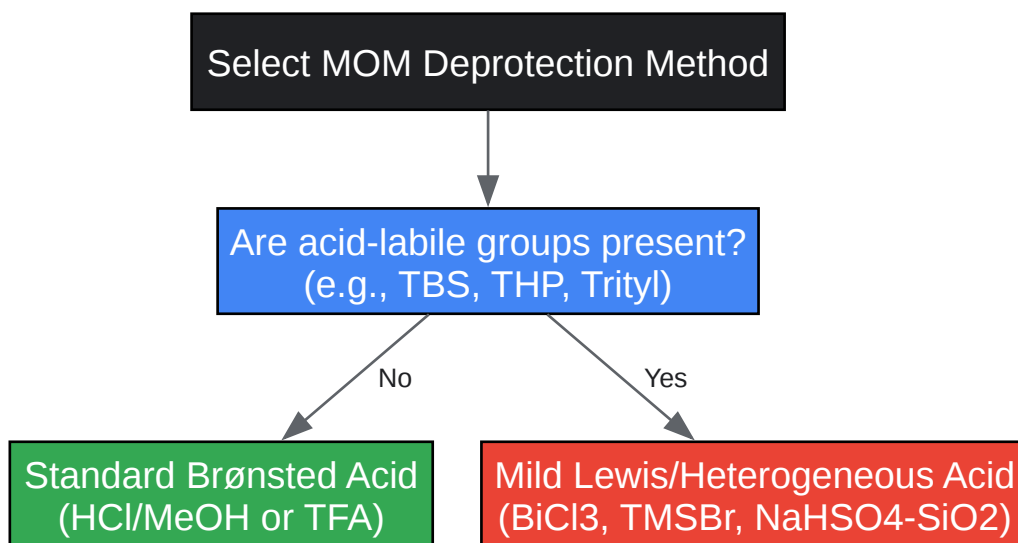 Select MOM Deprotection Method
Are acid-labile groups present?
(e.g., TBS, THP, Trityl)
No
Yes
Standard Brønsted Acid
(HCl/MeOH or TFA)
Mild Lewis/Heterogeneous Acid
(BiCl3, TMSBr, NaHSO4-SiO2)